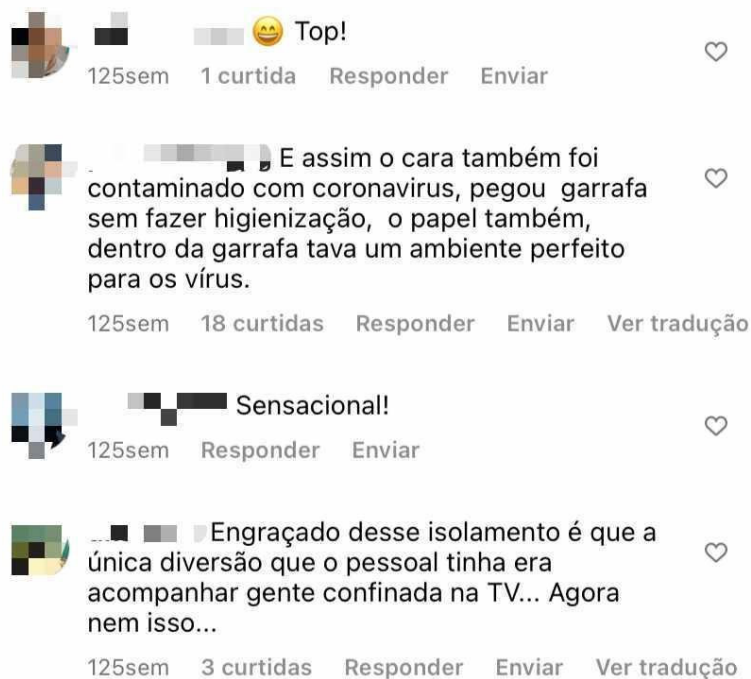 😄 Top!
125sem 1 curtida Responder Enviar
E assim o cara também foi
contaminado com coronavirus, pegou garrafa
sem fazer higienização, o papel também,
dentro da garrafa tava um ambiente perfeito
para os vírus.
125sem 18 curtidas Responder Enviar Ver tradução
Sensacional!
125sem Responder Enviar
Engraçado desse isolamento é que a
única diversão que o pessoal tinha era
acompanhar gente confinada na TV... Agora
nem isso...
125sem 3 curtidas Responder Enviar Ver tradução